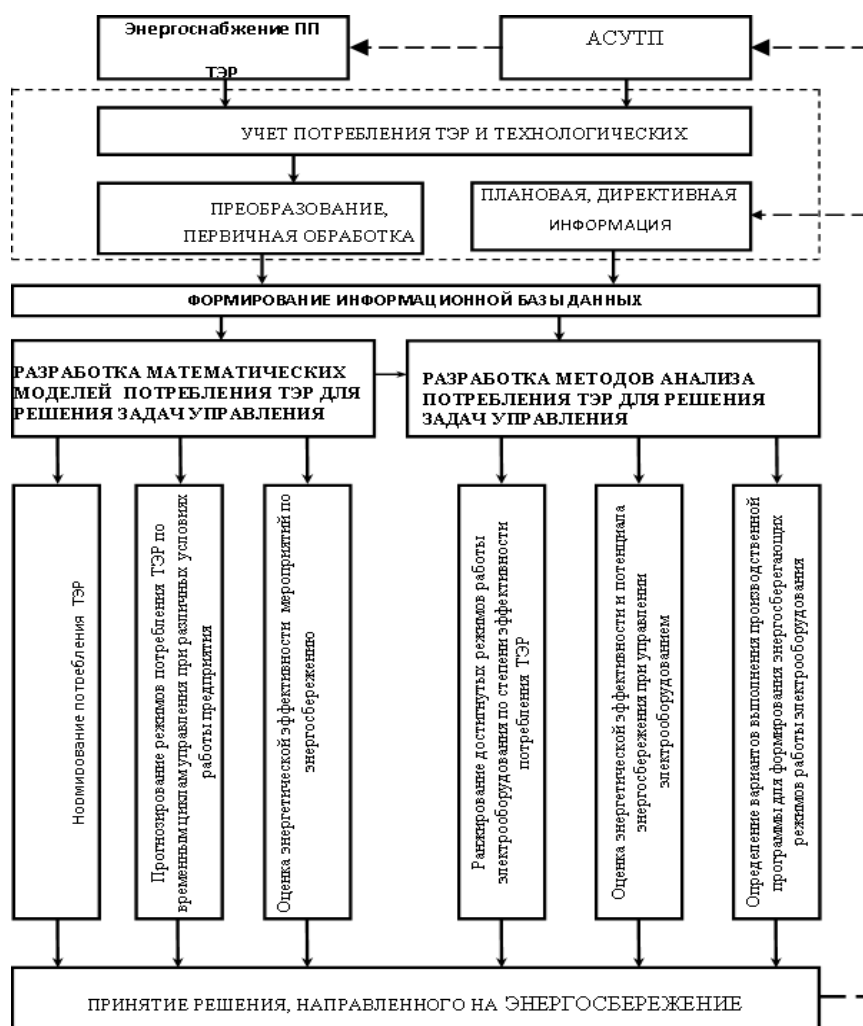 Энергоснабжение ПП
ТЭР
АСУТП
УЧЕТ ПОТРЕБЛЕНИЯ ТЭР И ТЕХНОЛОГИЧЕСКИХ
ПРЕОБРАЗОВАНИЕ,
ПЕРВИЧНАЯ ОБРАБОТКА
ПЛАНОВАЯ, ДИРЕКТИВНАЯ
ИНФОРМАЦИЯ
ФОРМИРОВАНИЕ ИНФОРМАЦИОННОЙ БАЗЫ ДАННЫХ
РАЗРАБОТКА МАТЕМАТИЧЕСКИХ
МОДЕЛЕЙ ПОТРЕБЛЕНИЯ ТЭР ДЛЯ
РЕШЕНИЯ ЗАДАЧ УПРАВЛЕНИЯ
РАЗРАБОТКА МЕТОДОВ АНАЛИЗА
ПОТРЕБЛЕНИЯ ТЭР ДЛЯ РЕШЕНИЯ
ЗАДАЧ УПРАВЛЕНИЯ
Нормирование потребления ТЭР
Прогнозирование режимов потребления ТЭР по
временным циклам управления при различных условиях
работы предприятия
Оценка энергетической эффективности мероприятий по
энергосбережению
Ранжирование достигнутых режимов работы
электрооборудования по степени эффективности
потребления ТЭР
Оценка энергетической эффективности и потенциала
энергосбережения при управлении
электрооборудованием
Определение вариантов выполнения производственной
программы для формирования энергосберегающих
режимов работы электрооборудования
ПРИНЯТИЕ РЕШЕНИЯ, НАПРАВЛЕННОГО НА ЭНЕРГОСБЕРЕЖЕНИЕ